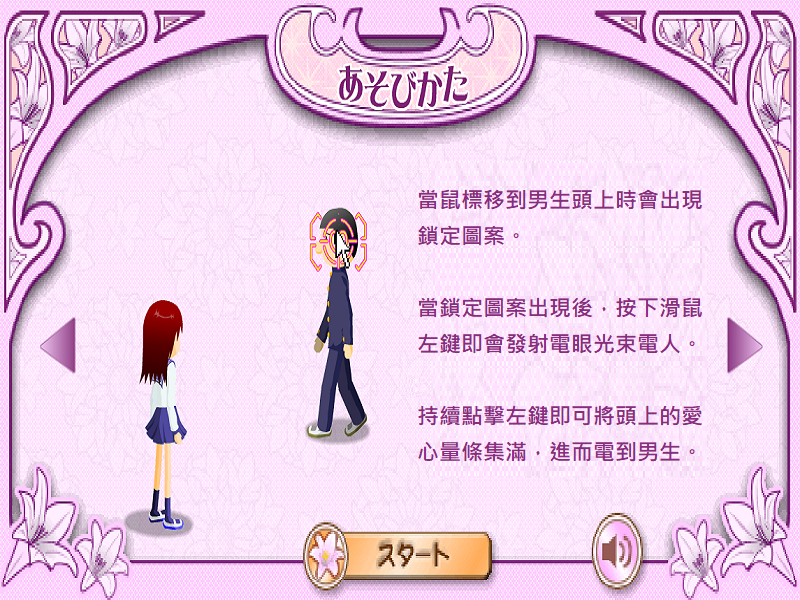 あそびかた
當鼠標移到男生頭上時會出現
鎖定圖案。
當鎖定圖案出現後，按下滑鼠
左鍵即會發射電眼光束電人。
持續點擊左鍵即可將頭上的愛
心量條集滿，進而電到男生。
スタート